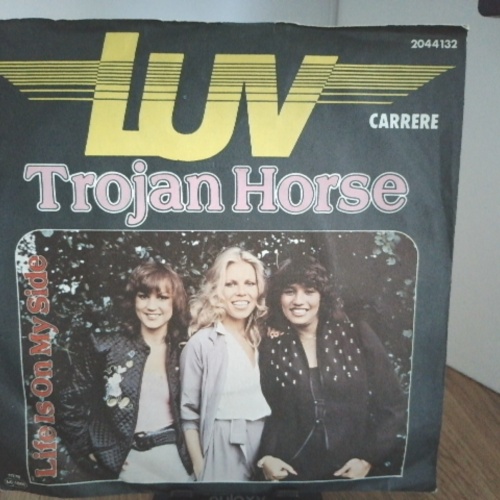 2044132
LUV
CARRERE
Trojan Horse
Life Is On My Side